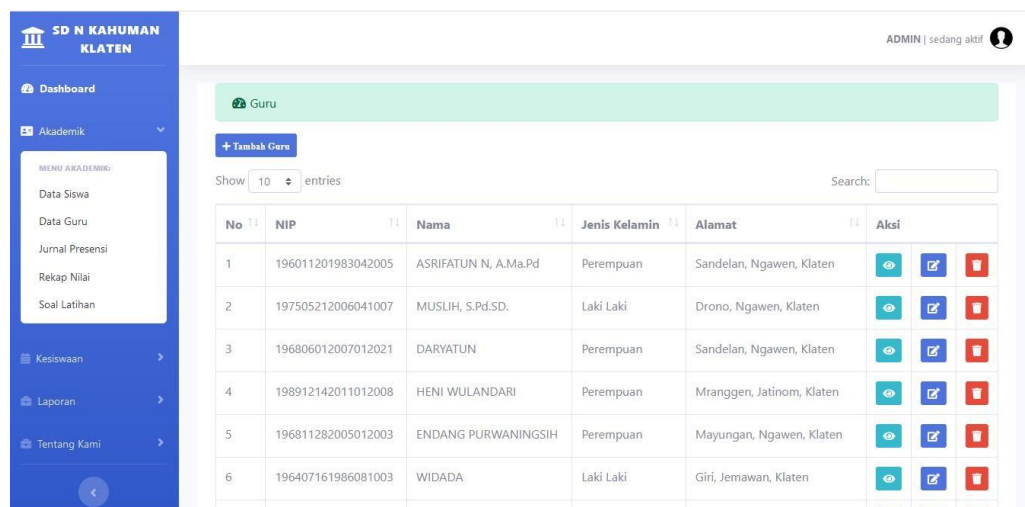 SD N KAHUMAN
KLATEN
ADMIN | sedang aktif
Dashboard
Akademik
MENU AKADEMIK:
Data Siswa
Data Guru
Jurnal Presensi
Rekap Nilai
Soal Latihan
Kesiswaan
Laporan
Tentang Kami
Guru
+ Tambah Guru
Show 10 entries
Search:
No NIP Nama Jenis Kelamin Alamat Aksi
1 196011201983042005 ASRIFATUN N, A.Ma.Pd Perempuan Sandelan, Ngawen, Klaten
2 197505212006041007 MUSLIH, S.Pd.SD. Laki Laki Drono, Ngawen, Klaten
3 196806012007012021 DARYATUN Perempuan Sandelan, Ngawen, Klaten
4 198912142011012008 HENI WULANDARI Perempuan Mranggen, Jatinom, Klaten
5 196811282005012003 ENDANG PURWANINGSIH Perempuan Mayungan, Ngawen, Klaten
6 196407161986081003 WIDADA Laki Laki Giri, Jemawan, Klaten